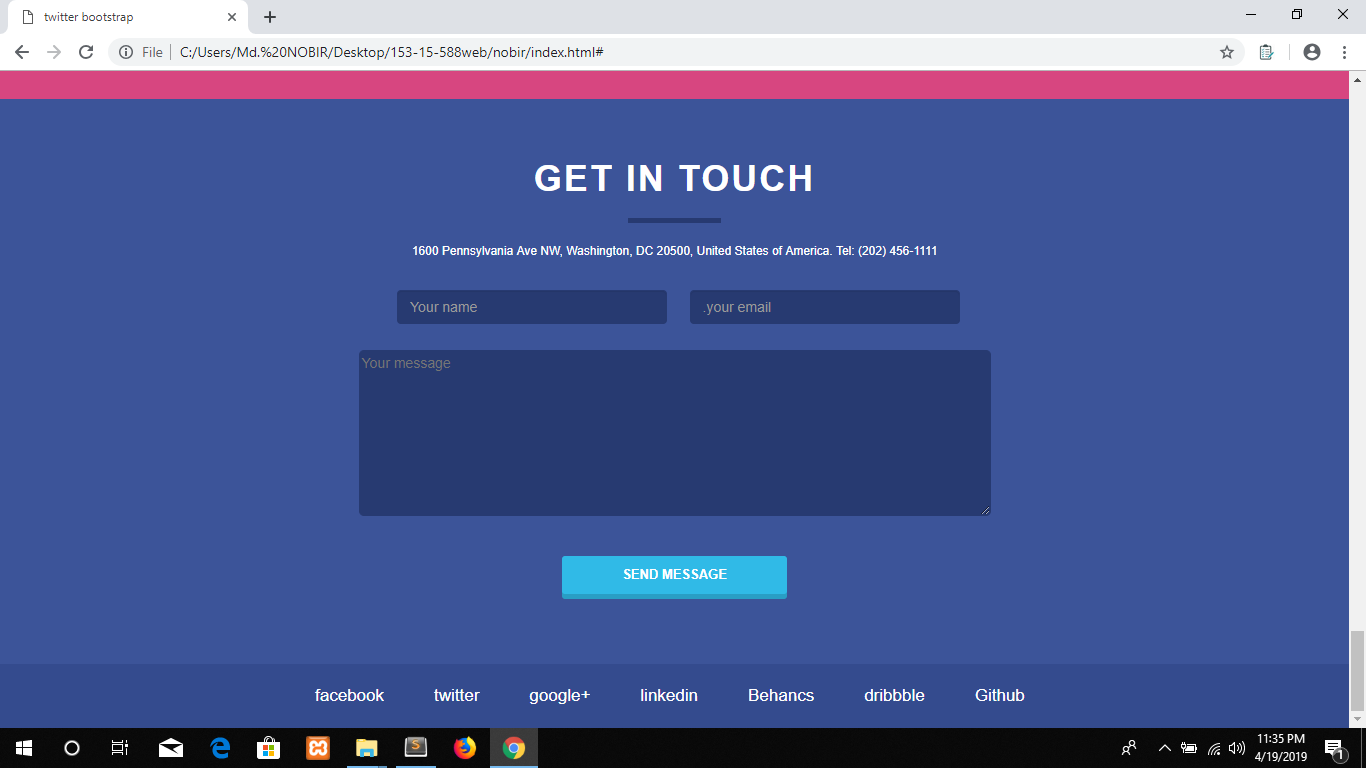 twitter bootstrap
File C:/Users/Md.%20NOBIR/Desktop/153-15-588web/nobir/index.html#
GET IN TOUCH
1600 Pennsylvania Ave NW, Washington, DC 20500, United States of America. Tel: (202) 456-1111
Your name .your email
Your message
SEND MESSAGE
facebook twitter google+ linkedin Behancs dribbble Github
11:35 PM
4/19/2019
1